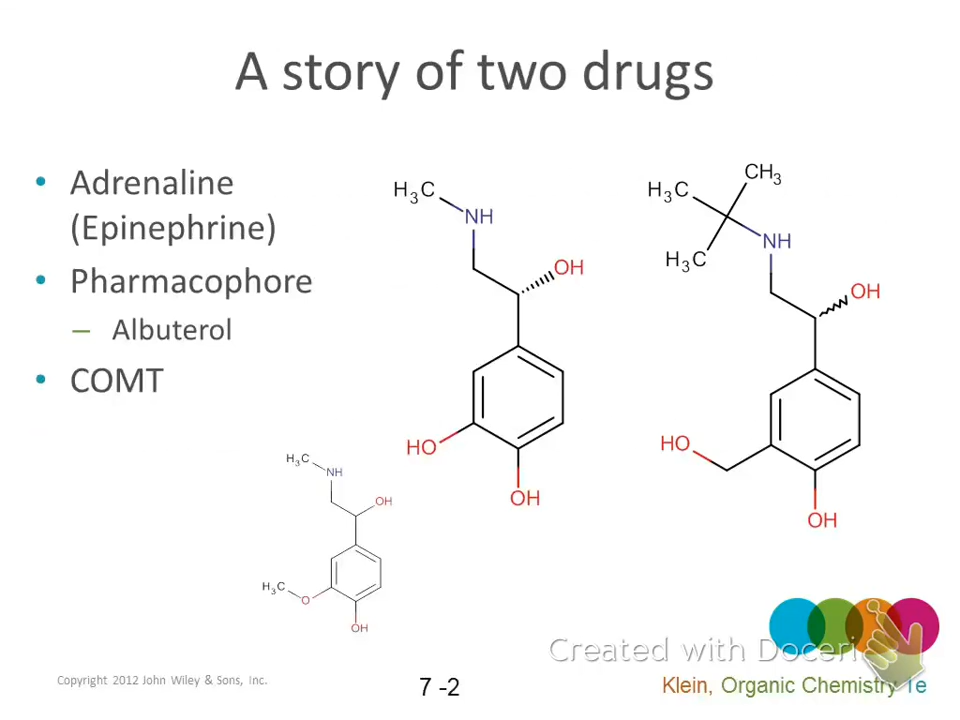 A story of two drugs
• Adrenaline
(Epinephrine)
• Pharmacophore
– Albuterol
• COMT
H₃C
NH
OH
HO
OH
CH₃
H₃C
H₃C
NH
OH
HO
OH
H₃C
NH
OH
H₃C
O
OH
Created with Doceri
Copyright 2012 John Wiley & Sons, Inc.
7 -2
Klein, Organic Chemistry 1e